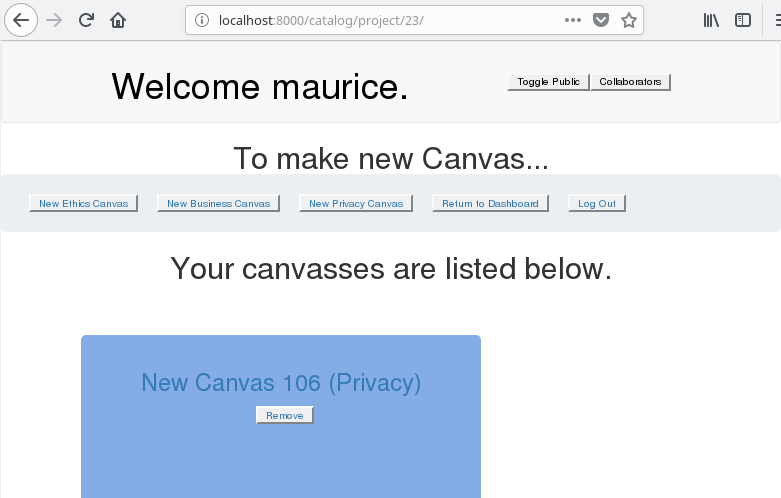 localhost:8000/catalog/project/23/
Welcome maurice.
Toggle Public Collaborators
To make new Canvas...
New Ethics Canvas New Business Canvas New Privacy Canvas Return to Dashboard Log Out
Your canvasses are listed below.
New Canvas 106 (Privacy)
Remove